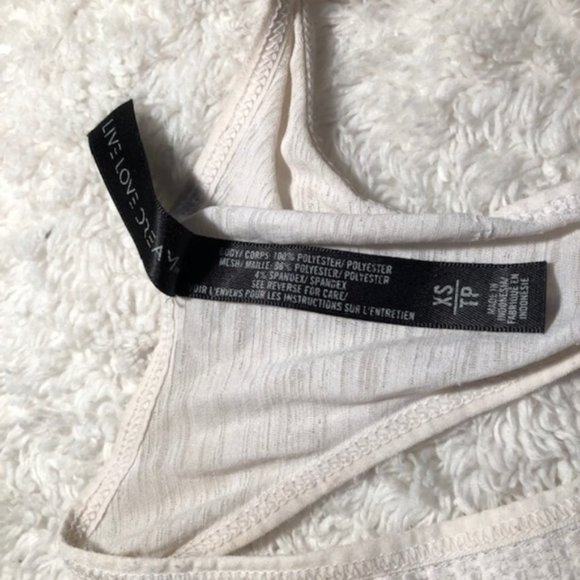 LIVE LOVE DREAM
BODY/ CORPS: 100% POLYESTER/ POLYESTER
MESH/ MAILLE: 96% POLYESTER/ POLYESTER
4% SPANDEX/ SPANDEX
SEE REVERSE FOR CARE/
VOIR L'ENVERS POUR LES INSTRUCTIONS SUR L'ENTRETIEN
XS
TP
MADE IN
INDONESIA/
FABRIQUÉ EN
INDONÉSIE